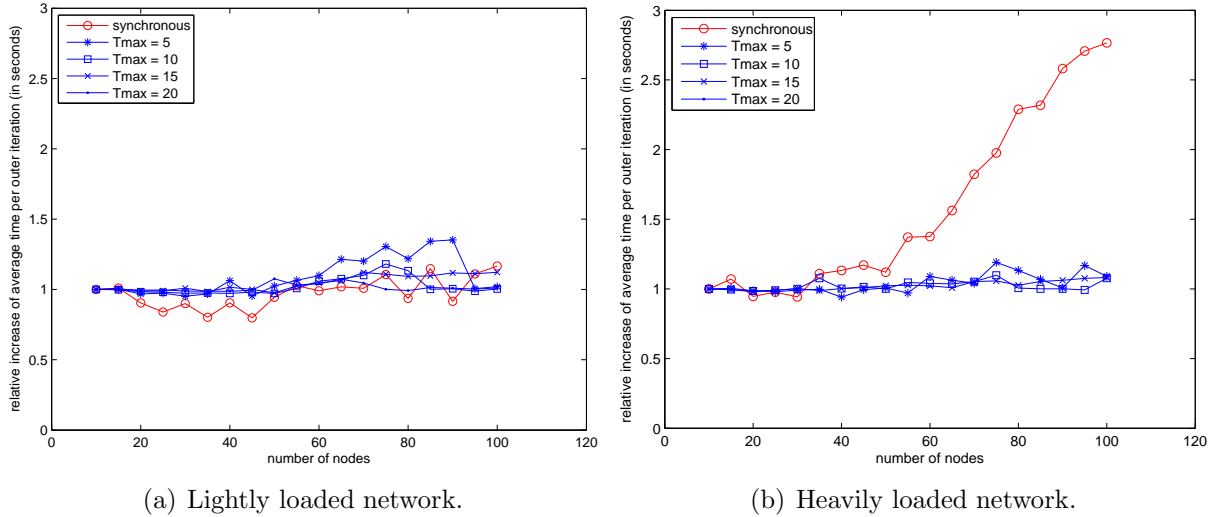 3
2.5
2
1.5
1
0.5
0
0
20
40
60
80
100
120
number of nodes
relative increase of average time per outer iteration (in seconds)
synchronous
Tmax = 5
Tmax = 10
Tmax = 15
Tmax = 20
(a) Lightly loaded network.
3
2.5
2
1.5
1
0.5
0
0
20
40
60
80
100
120
number of nodes
relative increase of average time per outer iteration (in seconds)
synchronous
Tmax = 5
Tmax = 10
Tmax = 15
Tmax = 20
(b) Heavily loaded network.